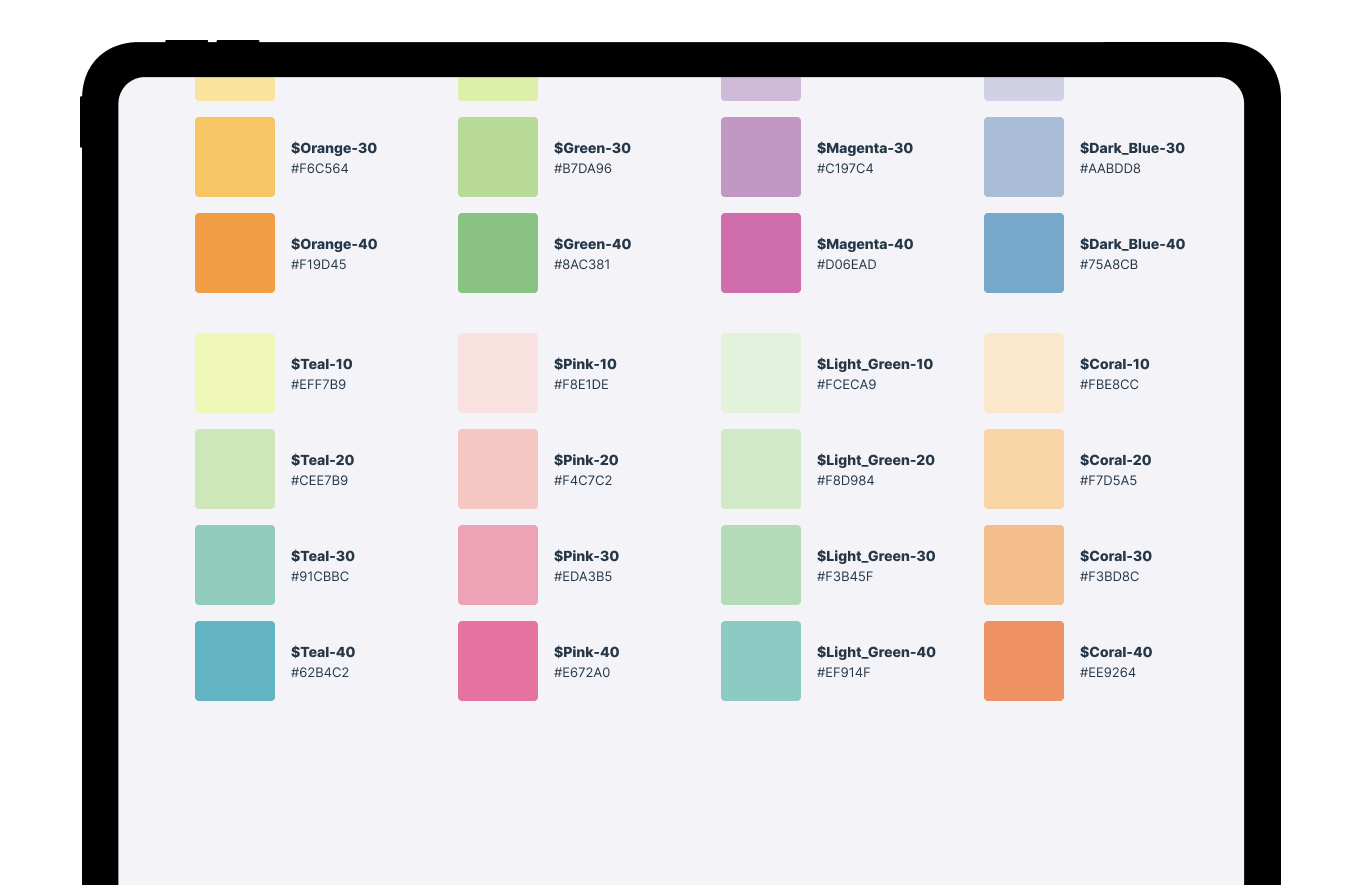 $Orange-30
#F6C564
$Green-30
#B7DA96
$Magenta-30
#C197C4
$Dark_Blue-30
#AABDD8
$Orange-40
#F19D45
$Green-40
#8AC381
$Magenta-40
#D06EAD
$Dark_Blue-40
#75A8CB
$Teal-10
#EFF7B9
$Pink-10
#F8E1DE
$Light_Green-10
#FCECA9
$Coral-10
#FBE8CC
$Teal-20
#CEE7B9
$Pink-20
#F4C7C2
$Light_Green-20
#F8D984
$Coral-20
#F7D5A5
$Teal-30
#91CBBC
$Pink-30
#EDA3B5
$Light_Green-30
#F3B45F
$Coral-30
#F3BD8C
$Teal-40
#62B4C2
$Pink-40
#E672A0
$Light_Green-40
#EF914F
$Coral-40
#EE9264